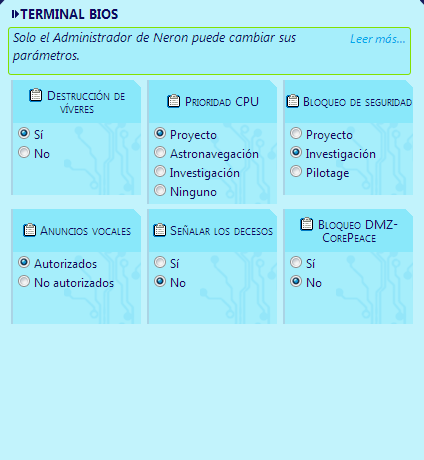 TERMINAL BIOS
Solo el Administrador de Neron puede cambiar sus
parámetros.
Leer más...
Destrucción de
víveres
Sí
No
Prioridad CPU
Proyecto
Astronavegación
Investigación
Ninguno
Bloqueo de seguridad
Proyecto
Investigación
Pilotage
Anuncios vocales
Autorizados
No autorizados
Señalar los decesos
Sí
No
Bloqueo DMZ-
CorePeace
Sí
No